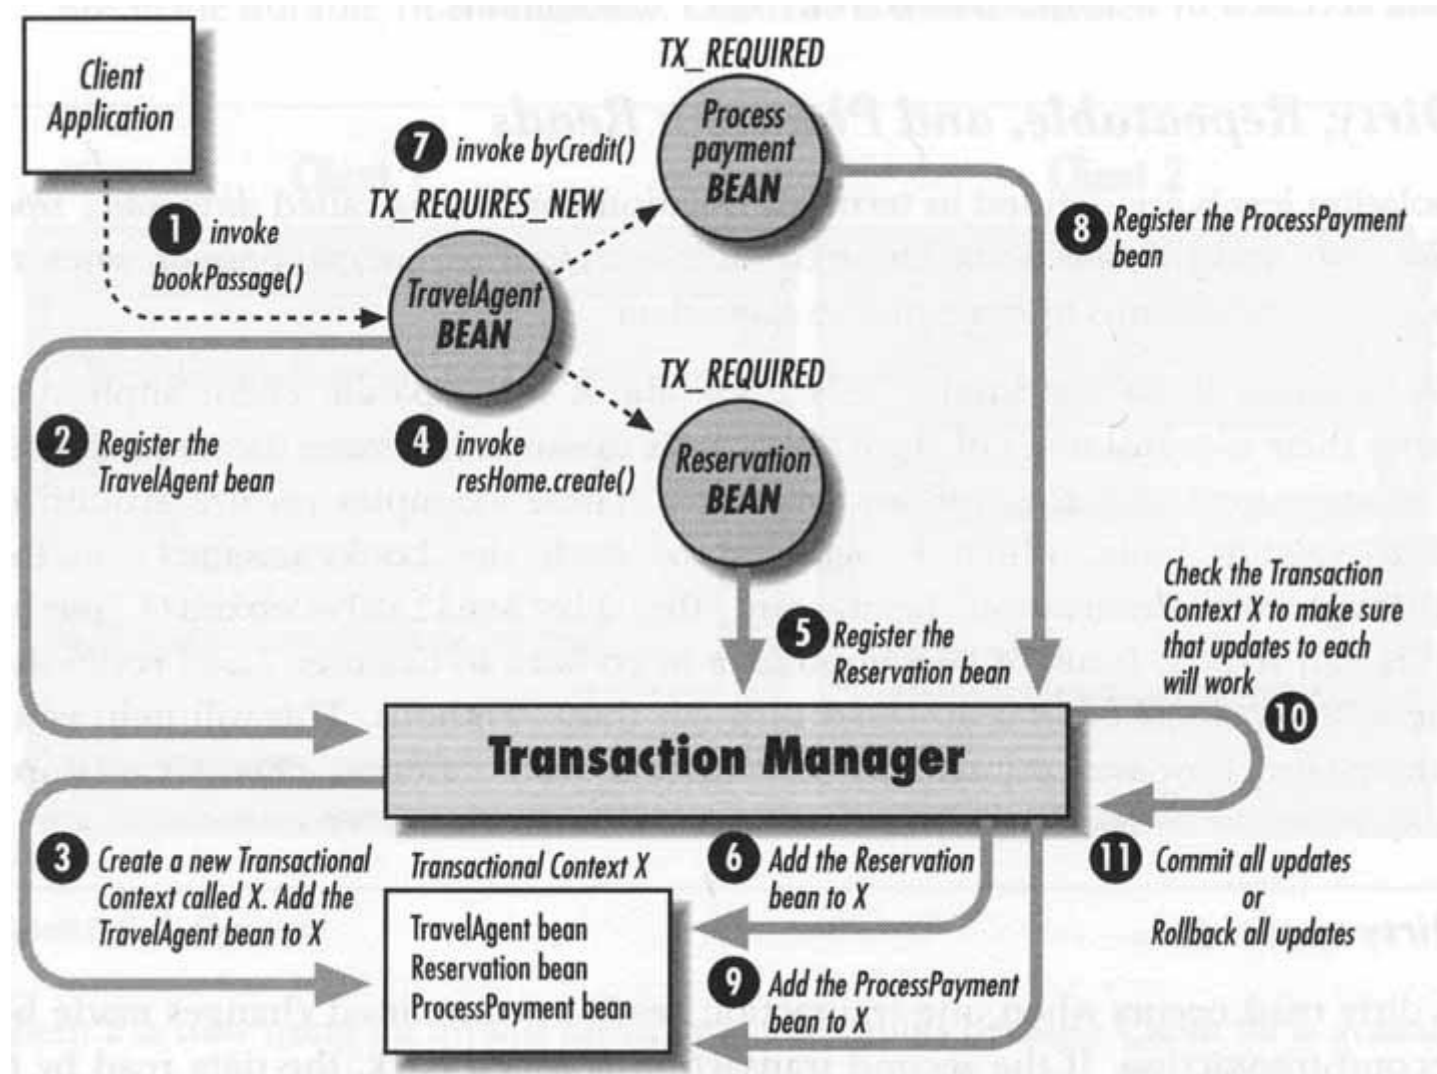 Client
Application
1 invoke
bookPassage()
TX_REQUIRED
Process
payment
BEAN
7 invoke byCredit()
TX_REQUIRES_NEW
TravelAgent
BEAN
8 Register the ProcessPayment
bean
2 Register the
TravelAgent bean
4 invoke
resHome.create()
TX_REQUIRED
Reservation
BEAN
5 Register the
Reservation bean
Check the Transaction
Context X to make sure
that updates to each
will work
10
Transaction Manager
3 Create a new Transactional
Context called X. Add the
TravelAgent bean to X
Transactional Context X
TravelAgent bean
Reservation bean
ProcessPayment bean
6 Add the Reservation
bean to X
9 Add the ProcessPayment
bean to X
11 Commit all updates
or
Rollback all updates